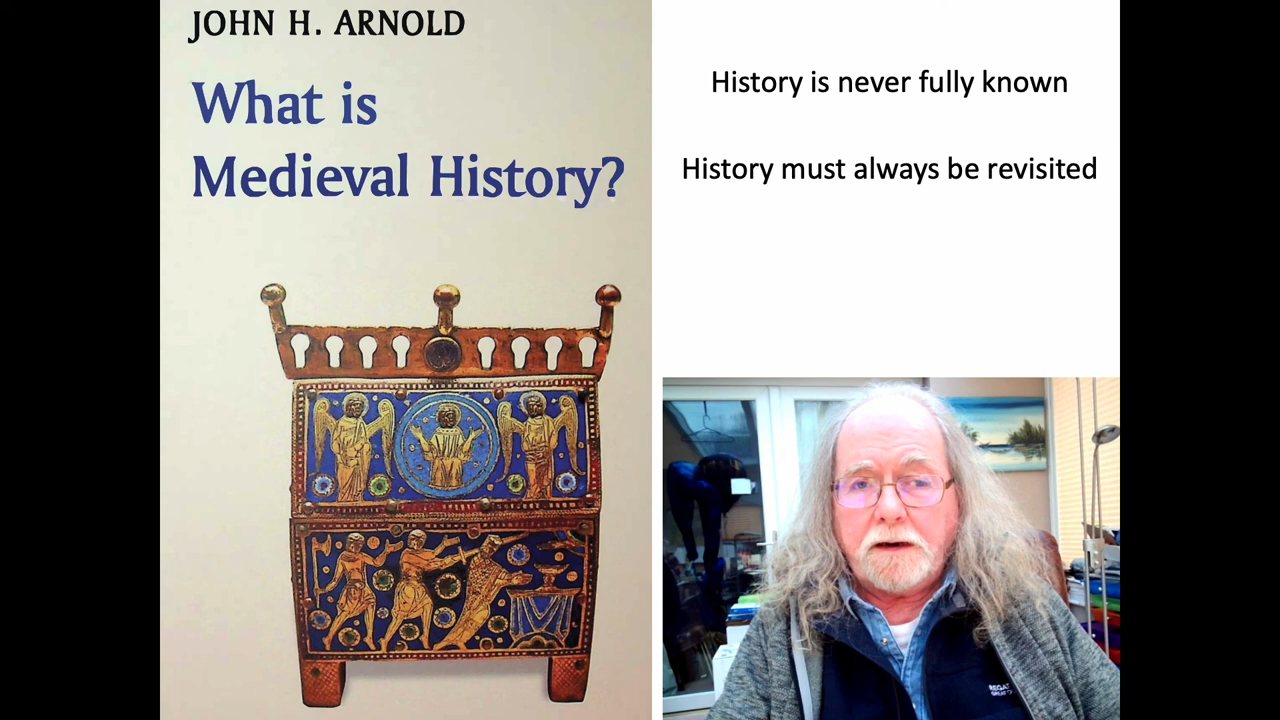 JOHN H. ARNOLD
What is
Medieval History?
History is never fully known
History must always be revisited